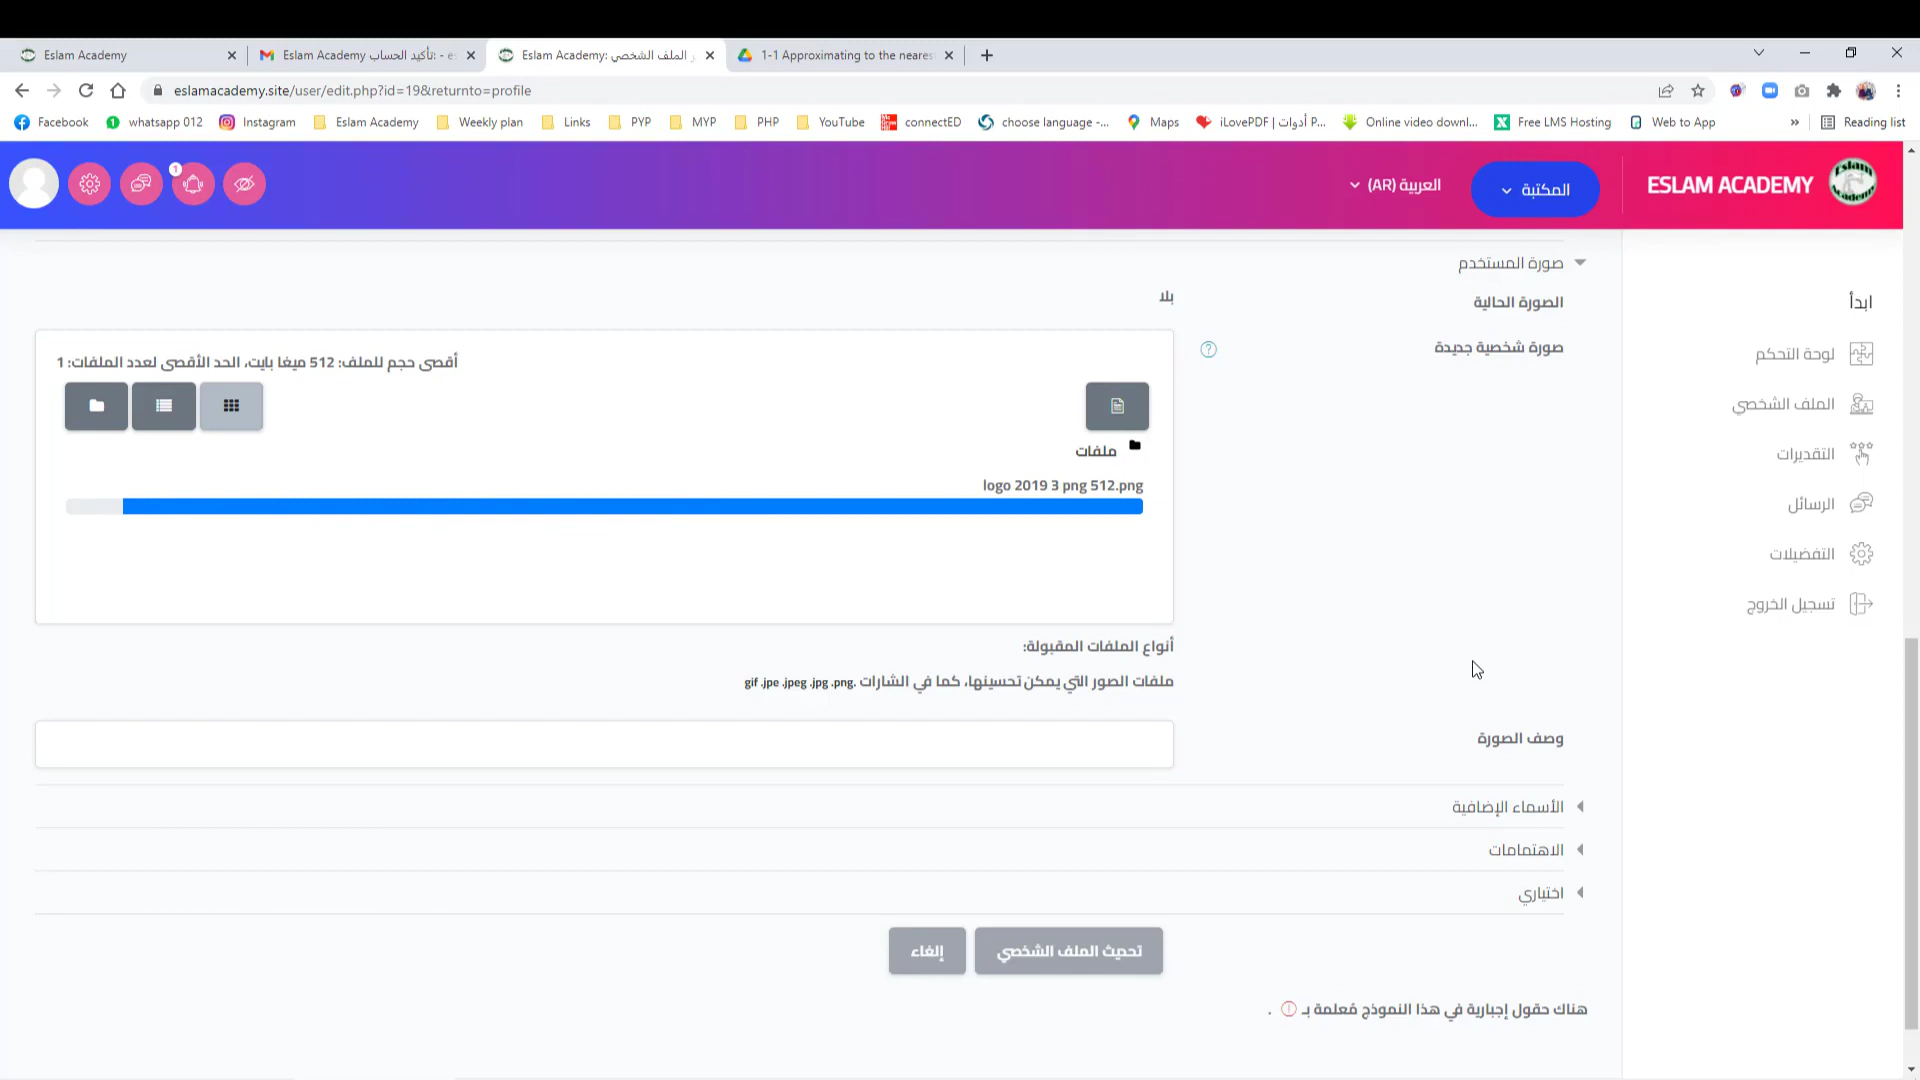 Eslam Academy
Eslam Academy تأكيد الحساب: - es
Eslam Academy: ر الملف الشخصي
1-1 Approximating to the neares
eslamacademy.site/user/edit.php?id=19&returnto=profile
Facebook
whatsapp 012
Instagram
Eslam Academy
Weekly plan
Links
PYP
MYP
PHP
YouTube
connectED
choose language -...
Maps
iLovePDF | أدوات P...
Online video downl...
Free LMS Hosting
Web to App
»
Reading list
ESLAM ACADEMY
المكتبة
العربية ‎(AR)‎
1
ابدأ
لوحة التحكم
الملف الشخصي
التقديرات
الرسائل
التفضيلات
تسجيل الخروج
صورة المستخدم
الصورة الحالية
بلا
صورة شخصية جديدة
أقصى حجم للملف: 512 ميغا بايت، الحد الأقصى لعدد الملفات: 1
ملفات
logo 2019 3 png 512.png
أنواع الملفات المقبولة:
ملفات الصور التي يمكن تحسينها، كما في الشارات gif .jpe .jpeg .jpg .png.
وصف الصورة
الأسماء الإضافية
الاهتمامات
اختياري
تحديث الملف الشخصي
إلغاء
هناك حقول إجبارية في هذا النموذج مُعلمة بـ .